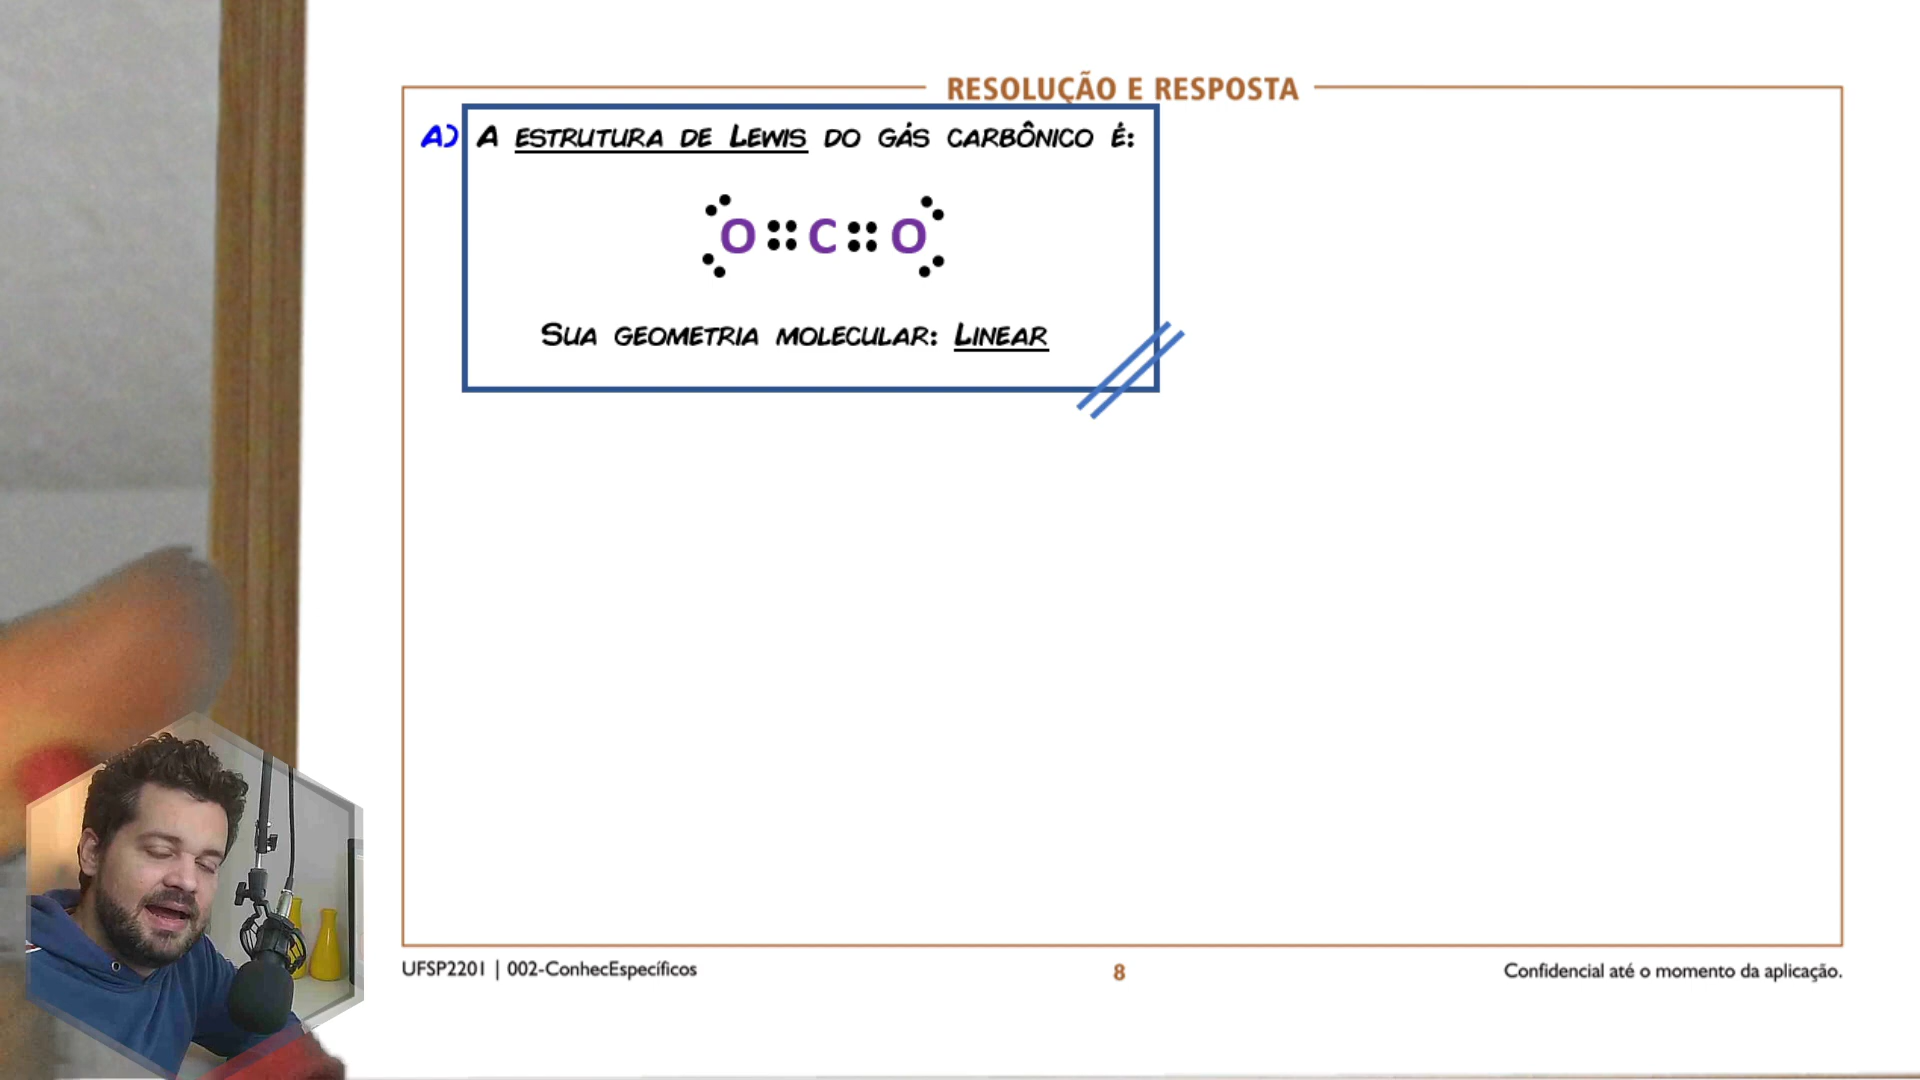 RESOLUÇÃO E RESPOSTA
A) A ESTRUTURA DE LEWIS DO GÁS CARBÔNICO É:
O :: C :: O
SUA GEOMETRIA MOLECULAR: LINEAR
UFSP2201 | 002-ConhecEspecíficos
8
Confidencial até o momento da aplicação.